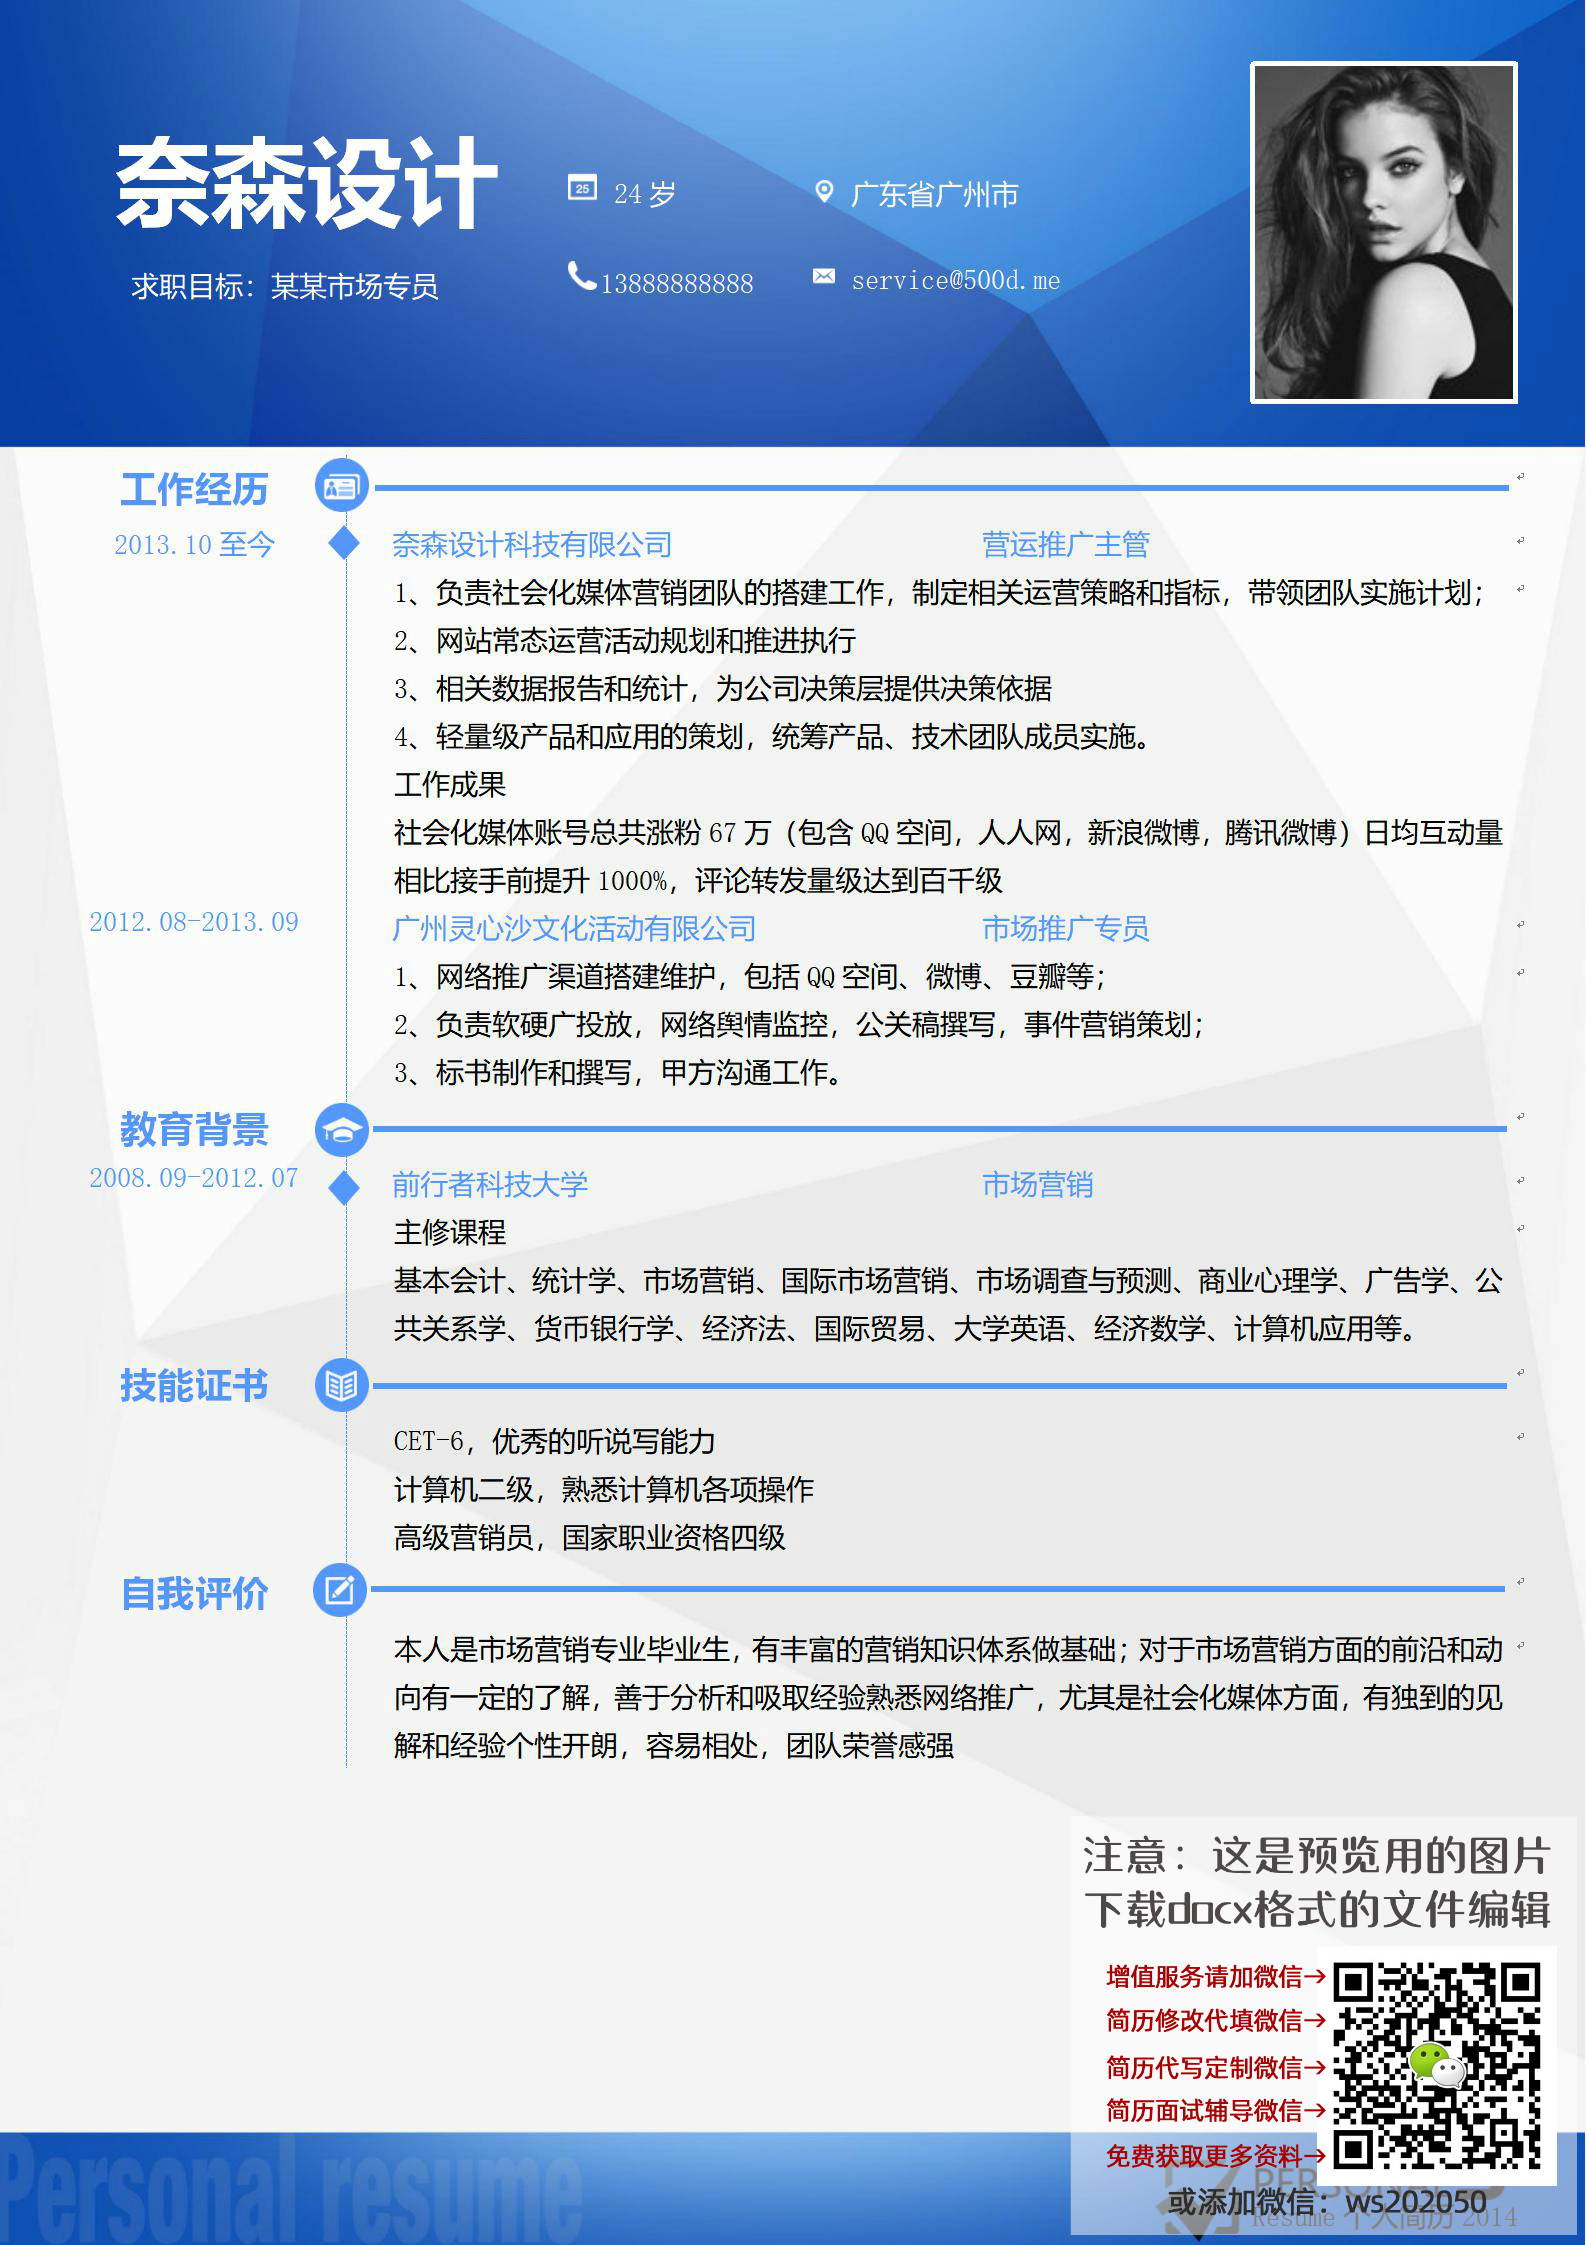 奈森设计
25
24 岁
广东省广州市
求职目标：某某市场专员
13888888888
service@500d.me
工作经历
2013.10 至今
奈森设计科技有限公司 营运推广主管
1、负责社会化媒体营销团队的搭建工作，制定相关运营策略和指标，带领团队实施计划；
2、网站常态运营活动规划和推进执行
3、相关数据报告和统计，为公司决策层提供决策依据
4、轻量级产品和应用的策划，统筹产品、技术团队成员实施。
工作成果
社会化媒体账号总共涨粉 67 万（包含 QQ 空间，人人网，新浪微博，腾讯微博）日均互动量
相比接手前提升 1000%，评论转发量级达到百千级
2012.08-2013.09
广州灵心沙文化活动有限公司 市场推广专员
1、网络推广渠道搭建维护，包括 QQ 空间、微博、豆瓣等；
2、负责软硬广投放，网络舆情监控，公关稿撰写，事件营销策划；
3、标书制作和撰写，甲方沟通工作。
教育背景
2008.09-2012.07
前行者科技大学 市场营销
主修课程
基本会计、统计学、市场营销、国际市场营销、市场调查与预测、商业心理学、广告学、公
共关系学、货币银行学、经济法、国际贸易、大学英语、经济数学、计算机应用等。
技能证书
CET-6，优秀的听说写能力
计算机二级，熟悉计算机各项操作
高级营销员，国家职业资格四级
自我评价
本人是市场营销专业毕业生，有丰富的营销知识体系做基础；对于市场营销方面的前沿和动
向有一定的了解，善于分析和吸取经验熟悉网络推广，尤其是社会化媒体方面，有独到的见
解和经验个性开朗，容易相处，团队荣誉感强
注意：这是预览用的图片
下载docx格式的文件编辑
增值服务请加微信→
简历修改代填微信→
简历代写定制微信→
简历面试辅导微信→
免费获取更多资料→
或添加微信：ws202050
Resume 个人简历 2014
Personal resume